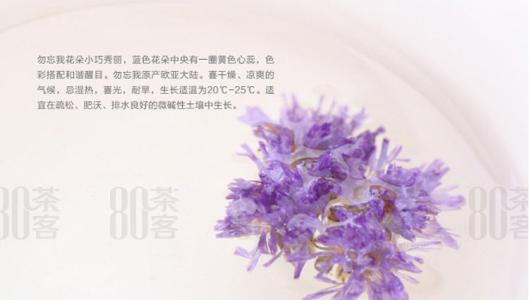 勿忘我花朵小巧秀丽，蓝色花朵中央有一圈黄色心蕊，色
彩搭配和谐醒目。勿忘我原产欧亚大陆。喜干燥、凉爽的
气候，忌湿热，喜光，耐旱，生长适温为20℃-25℃。适
宜在疏松、肥沃、排水良好的微碱性土壤中生长。
80茶客 80茶客 80茶客 80茶客